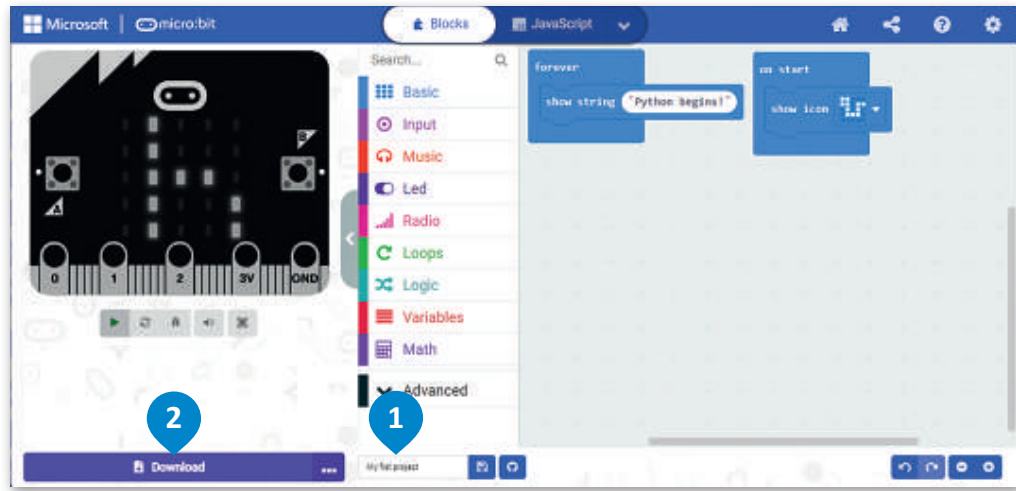 Microsoft micro:bit Blocks JavaScript
Search...
Basic
Input
Music
Led
Radio
Loops
Logic
Variables
Math
Advanced
forever
show string "Python begins!"
on start
show icon
B
A
0 1 2 3V GND
2
1
Download ...
My fist project